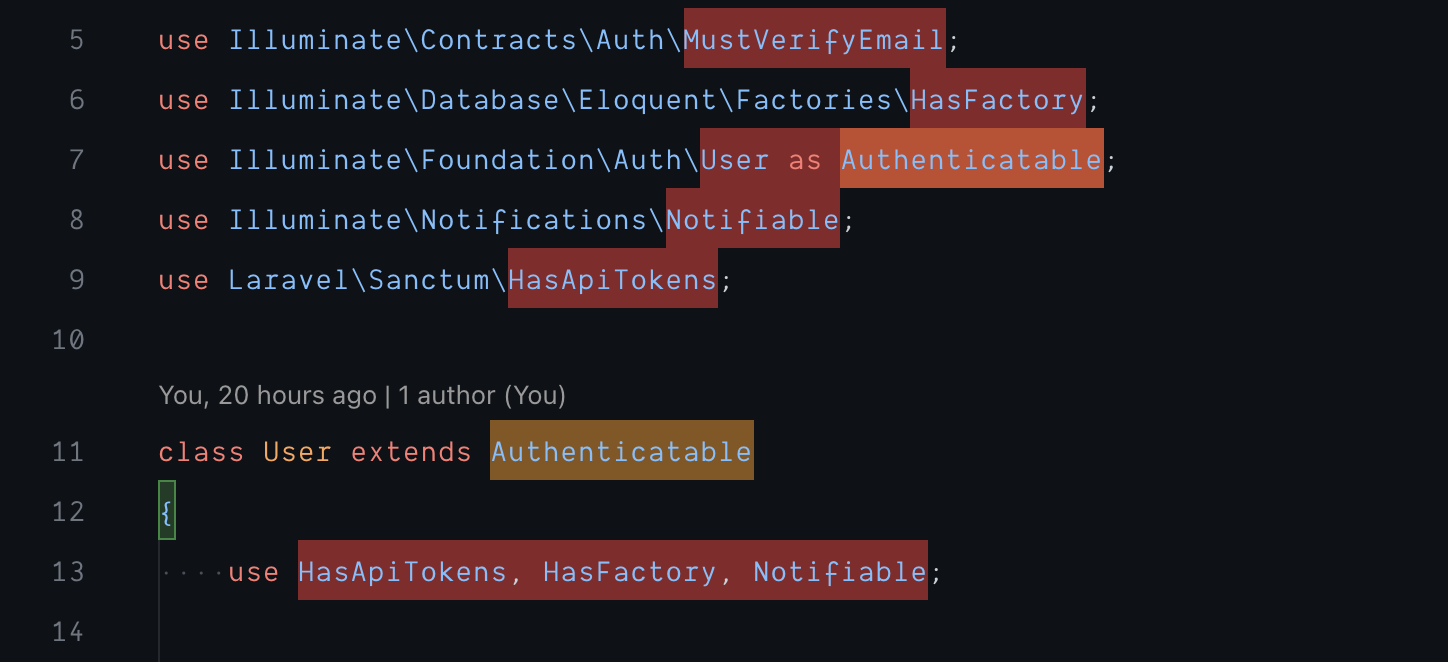 5 use Illuminate\Contracts\Auth\MustVerifyEmail;
6 use Illuminate\Database\Eloquent\Factories\HasFactory;
7 use Illuminate\Foundation\Auth\User as Authenticatable;
8 use Illuminate\Notifications\Notifiable;
9 use Laravel\Sanctum\HasApiTokens;
10
You, 20 hours ago | 1 author (You)
11 class User extends Authenticatable
12 {
13 ····use HasApiTokens, HasFactory, Notifiable;
14